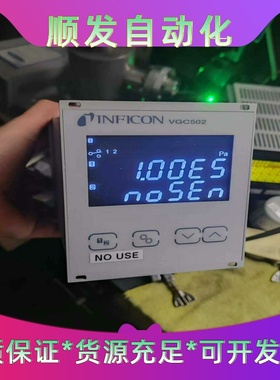 顺发自动化
INFICON VGC502
1 2
Pa
1.00E5
noSEn
NO USE
质保证*货源充足*可开发